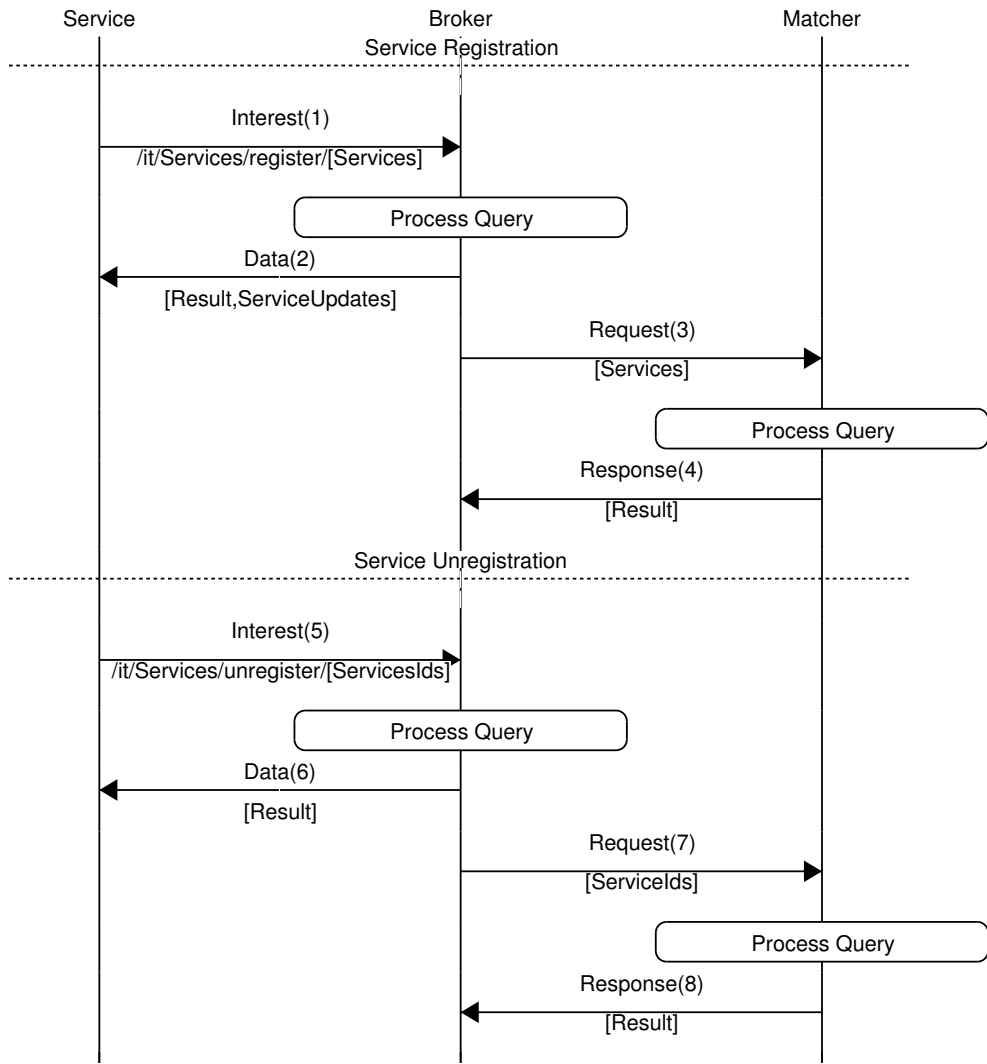 Service Broker Matcher
Service Registration
Interest(1)
/it/Services/register/[Services]
Process Query
Data(2)
[Result,ServiceUpdates]
Request(3)
[Services]
Process Query
Response(4)
[Result]
Service Unregistration
Interest(5)
/it/Services/unregister/[ServicesIds]
Process Query
Data(6)
[Result]
Request(7)
[ServiceIds]
Process Query
Response(8)
[Result]